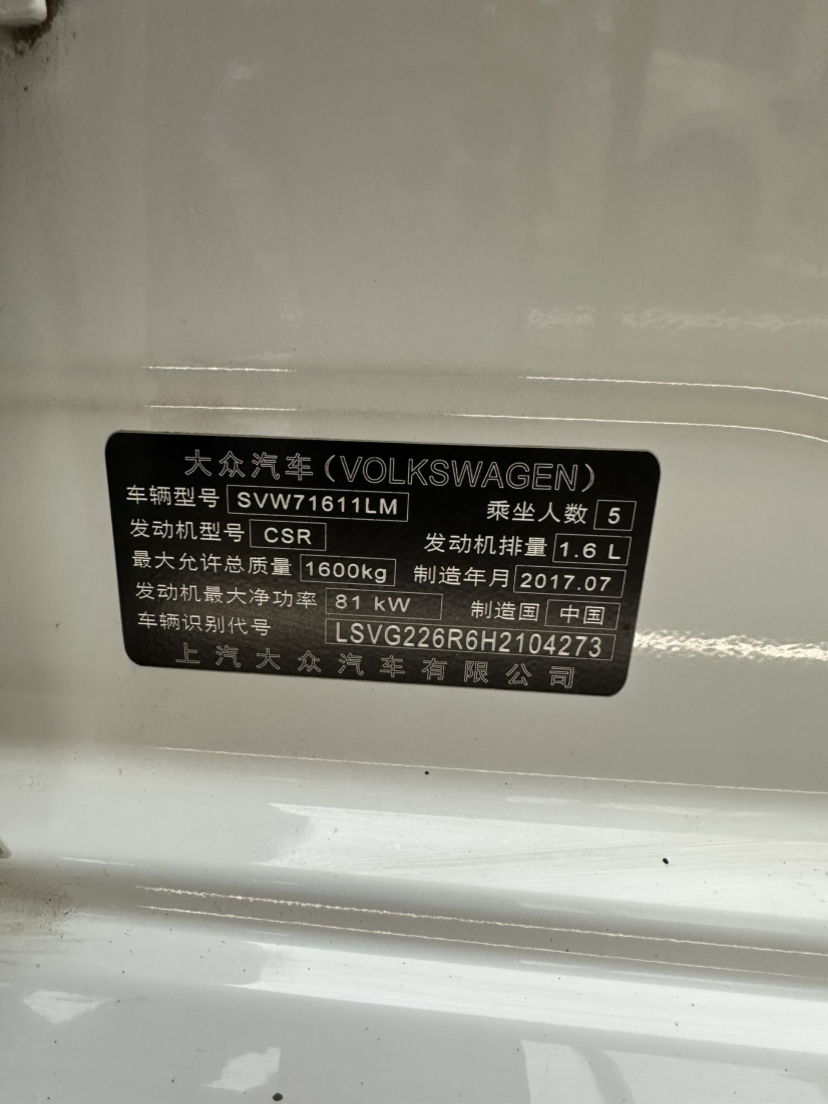 大众汽车(VOLKSWAGEN)
车辆型号 SVW71611LM 乘坐人数 5
发动机型号 CSR 发动机排量 1.6 L
最大允许总质量 1600kg 制造年月 2017.07
发动机最大净功率 81 kW 制造国 中国
车辆识别代号 LSVG226R6H2104273
上汽大众汽车有限公司